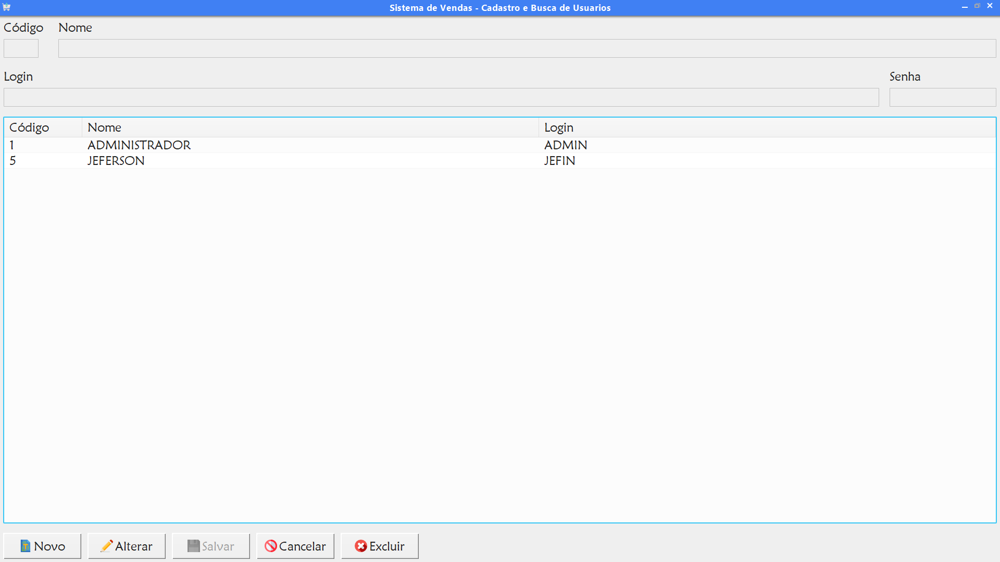 Sistema de Vendas - Cadastro e Busca de Usuarios
Código Nome
Login Senha
Código Nome Login
1 ADMINISTRADOR ADMIN
5 JEFERSON JEFIN
Novo Alterar Salvar Cancelar Excluir